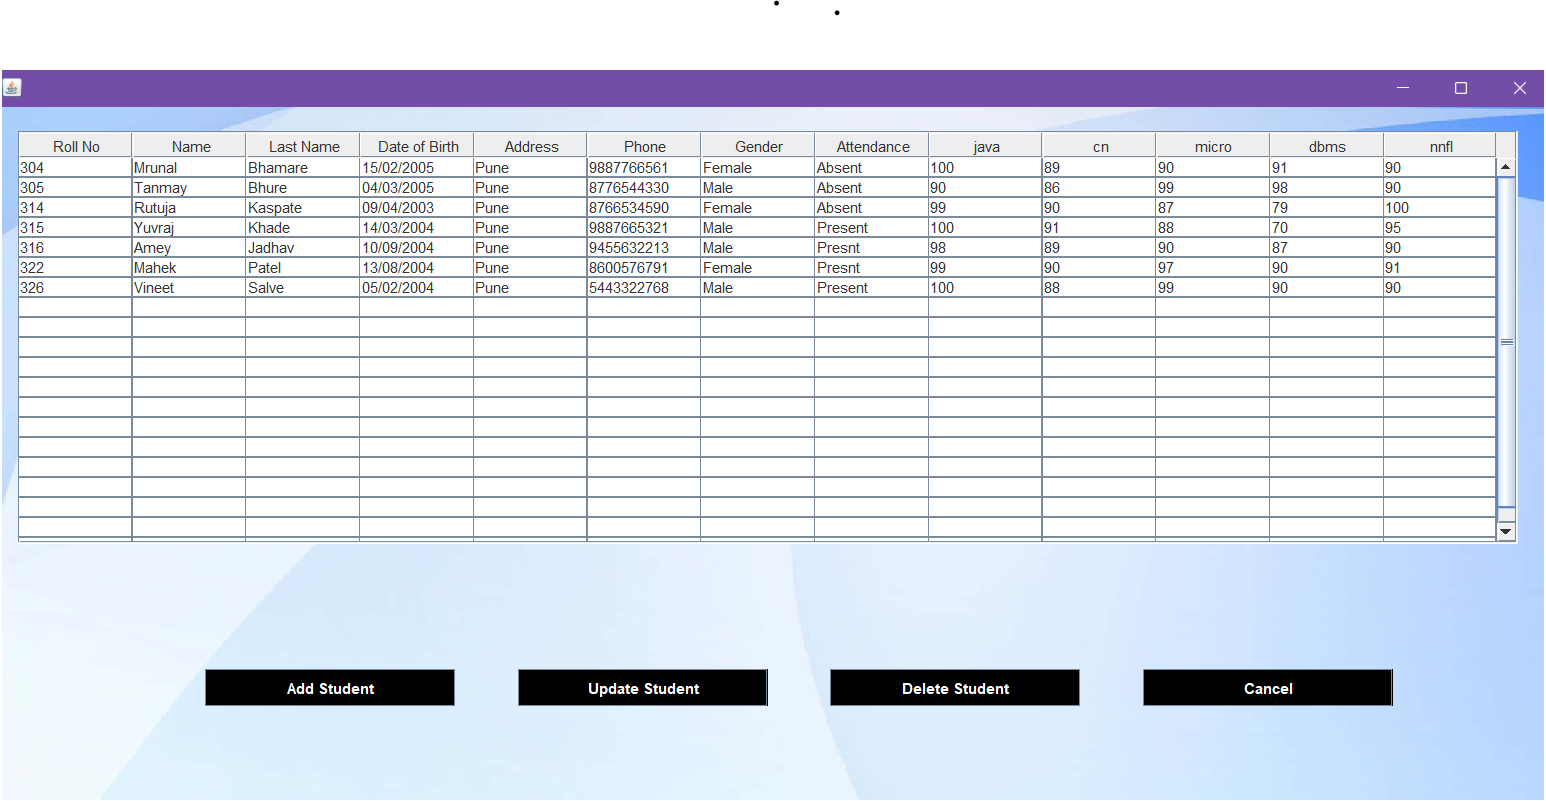 Roll No Name Last Name Date of Birth Address Phone Gender Attendance java cn micro dbms nnfl
304 Mrunal Bhamare 15/02/2005 Pune 9887766561 Female Absent 100 89 90 91 90
305 Tanmay Bhure 04/03/2005 Pune 8776544330 Male Absent 90 86 99 98 90
314 Rutuja Kaspate 09/04/2003 Pune 8766534590 Female Absent 99 90 87 79 100
315 Yuvraj Khade 14/03/2004 Pune 9887665321 Male Present 100 91 88 70 95
316 Amey Jadhav 10/09/2004 Pune 9455632213 Male Presnt 98 89 90 87 90
322 Mahek Patel 13/08/2004 Pune 8600576791 Female Presnt 99 90 97 90 91
326 Vineet Salve 05/02/2004 Pune 5443322768 Male Present 100 88 99 90 90
Add Student Update Student Delete Student Cancel